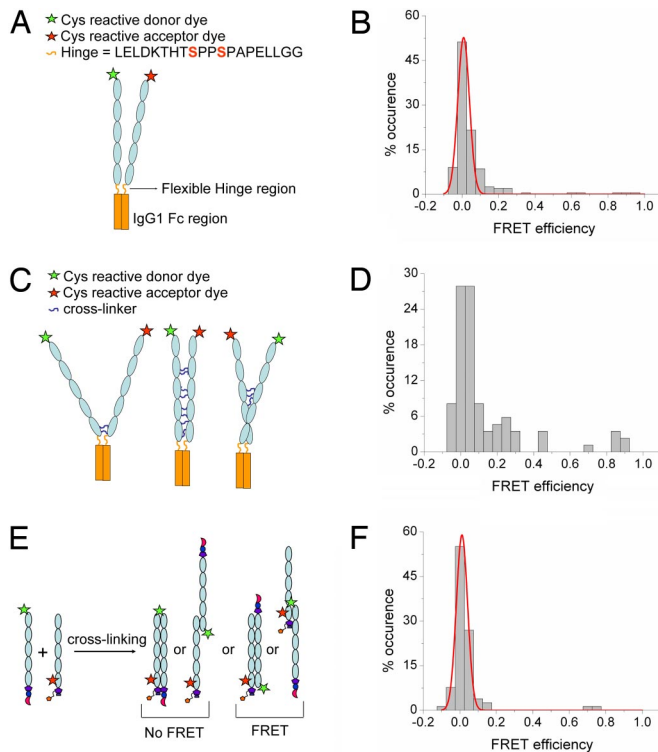 A
Cys reactive donor dye
Cys reactive acceptor dye
Hinge = LELDKTHTSPPSPAPELLGG
Flexible Hinge region
IgG1 Fc region
B
% occurence
60
45
30
15
0
-0.2 0.0 0.2 0.4 0.6 0.8 1.0
FRET efficiency
C
Cys reactive donor dye
Cys reactive acceptor dye
cross-linker
D
% occurence
30
24
18
12
6
0
-0.2 0.0 0.2 0.4 0.6 0.8 1.0
FRET efficiency
E
+
cross-linking
or or or
No FRET FRET
F
% occurence
60
45
30
15
0
-0.2 0.0 0.2 0.4 0.6 0.8 1.0
FRET efficiency